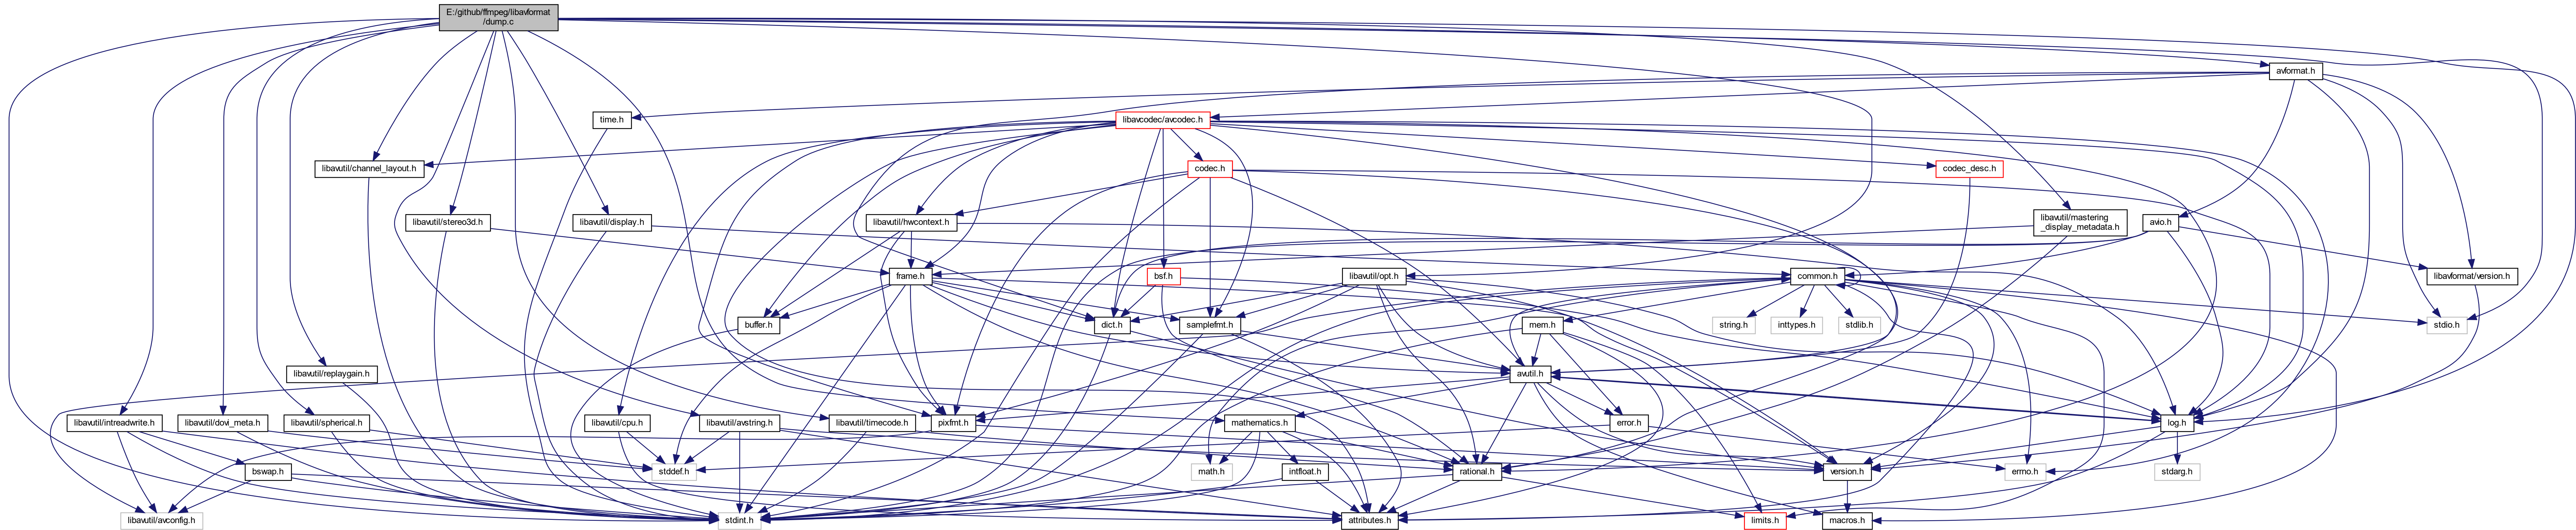 E:/github/ffmpeg/libavformat
/dump.c
avformat.h
time.h
libavcodec/avcodec.h
libavutil/channel_layout.h
codec.h
codec_desc.h
libavutil/stereo3d.h
libavutil/display.h
libavutil/hwcontext.h
libavutil/mastering
_display_metadata.h
avio.h
frame.h
bsf.h
libavutil/opt.h
common.h
libavformat/version.h
buffer.h
dict.h
samplefmt.h
mem.h
string.h
inttypes.h
stdlib.h
stdio.h
libavutil/replaygain.h
avutil.h
libavutil/intreadwrite.h
libavutil/dovi_meta.h
libavutil/spherical.h
libavutil/cpu.h
libavutil/avstring.h
libavutil/timecode.h
pixfmt.h
mathematics.h
error.h
log.h
bswap.h
stddef.h
math.h
intfloat.h
rational.h
version.h
errno.h
stdarg.h
libavutil/avconfig.h
stdint.h
attributes.h
limits.h
macros.h